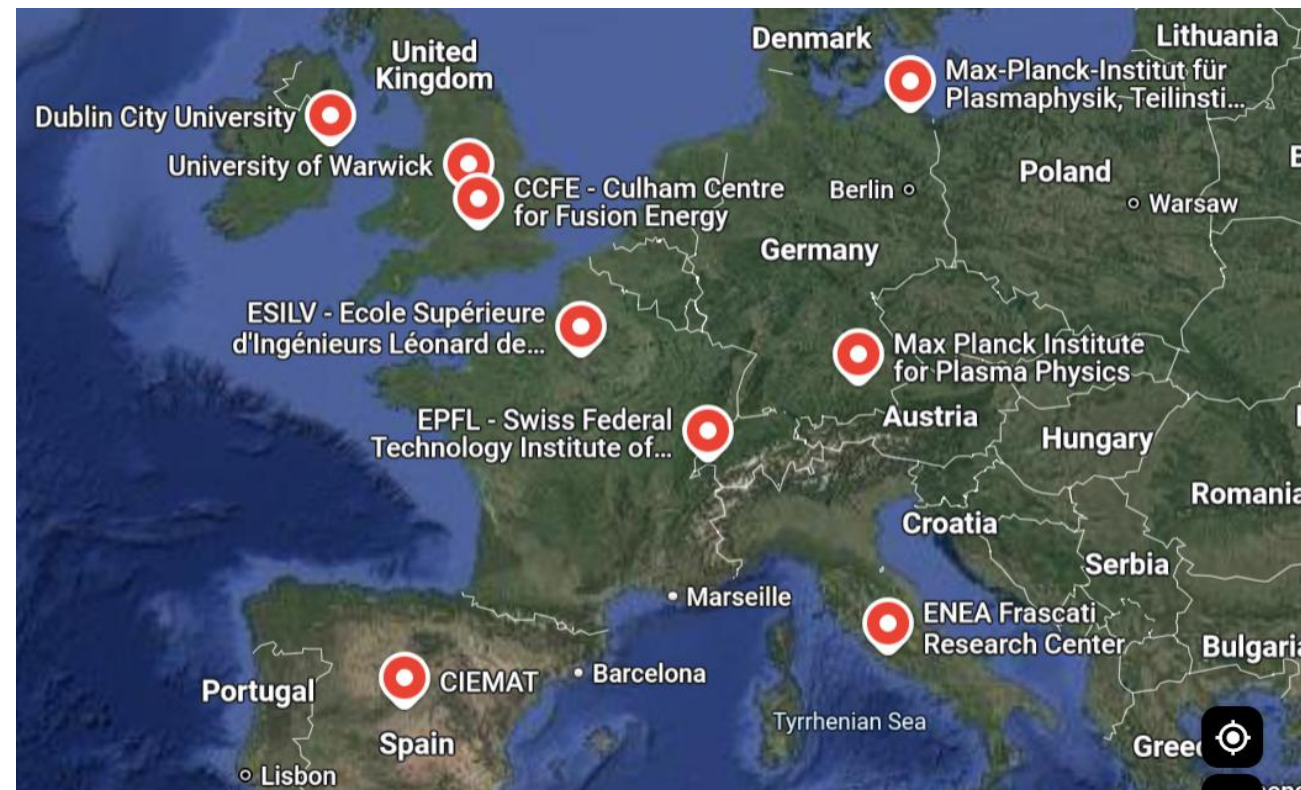 Denmark
Lithuania
United
Kingdom
Max-Planck-Institut für
Plasmaphysik, Teilinsti...
Dublin City University
University of Warwick
CCFE - Culham Centre
for Fusion Energy
Berlin
Poland
Warsaw
Germany
ESILV - Ecole Supérieure
d'Ingénieurs Léonard de...
Max Planck Institute
for Plasma Physics
EPFL - Swiss Federal
Technology Institute of...
Austria
Hungary
Romania
Croatia
Serbia
Marseille
ENEA Frascati
Research Center
Bulgaria
Barcelona
CIEMAT
Portugal
Tyrrhenian Sea
Spain
Greec
Lisbon